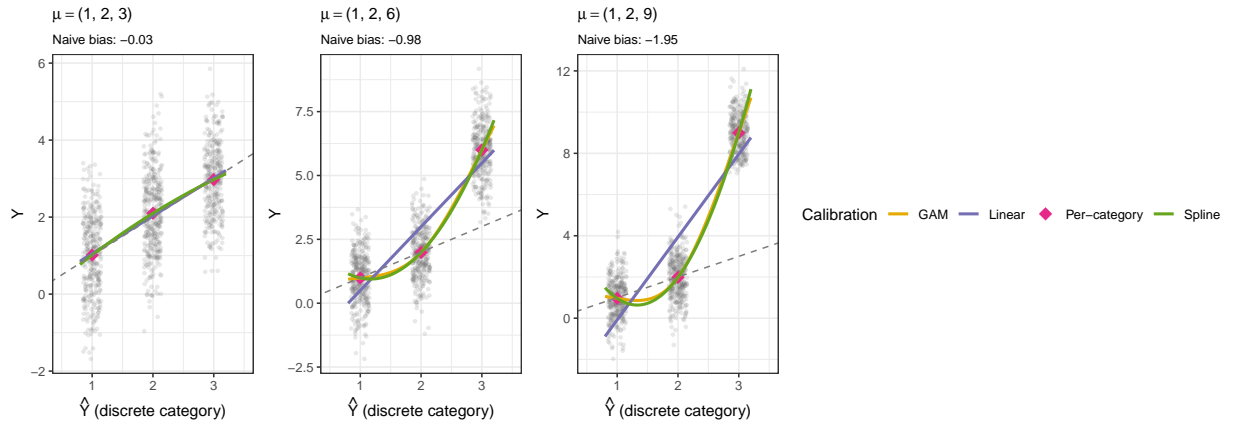 μ = (1, 2, 3)
Naive bias: −0.03
Y
6
4
2
0
−2
1 2 3
Ŷ (discrete category)
μ = (1, 2, 6)
Naive bias: −0.98
Y
7.5
5.0
2.5
0.0
−2.5
1 2 3
Ŷ (discrete category)
μ = (1, 2, 9)
Naive bias: −1.95
Y
12
8
4
0
1 2 3
Ŷ (discrete category)
Calibration GAM Linear Per−category Spline